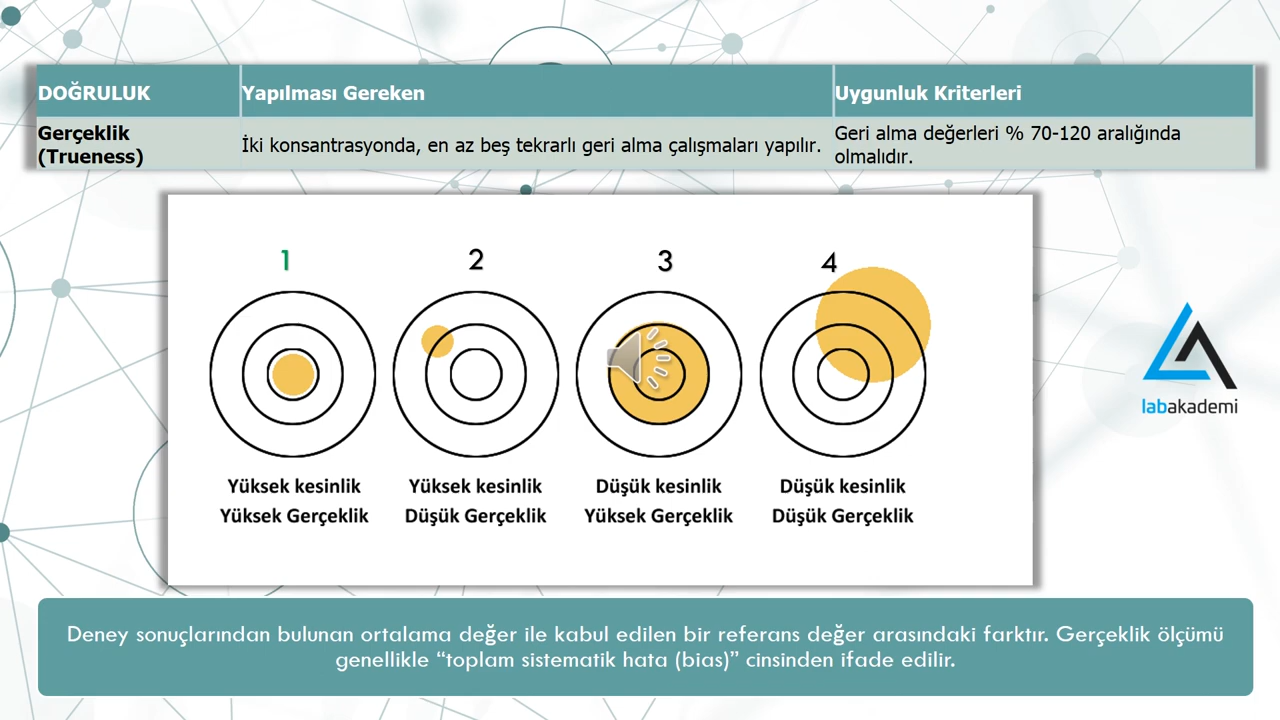 DOĞRULUK
Yapılması Gereken
Uygunluk Kriterleri
Gerçeklik
(Trueness)
İki konsantrasyonda, en az beş tekrarlı geri alma çalışmaları yapılır.
Geri alma değerleri % 70-120 aralığında
olmalıdır.
1
2
3
4
Yüksek kesinlik
Yüksek Gerçeklik
Yüksek kesinlik
Düşük Gerçeklik
Düşük kesinlik
Yüksek Gerçeklik
Düşük kesinlik
Düşük Gerçeklik
labakademi
Deney sonuçlarından bulunan ortalama değer ile kabul edilen bir referans değer arasındaki farktır. Gerçeklik ölçümü
genellikle “toplam sistematik hata (bias)” cinsinden ifade edilir.